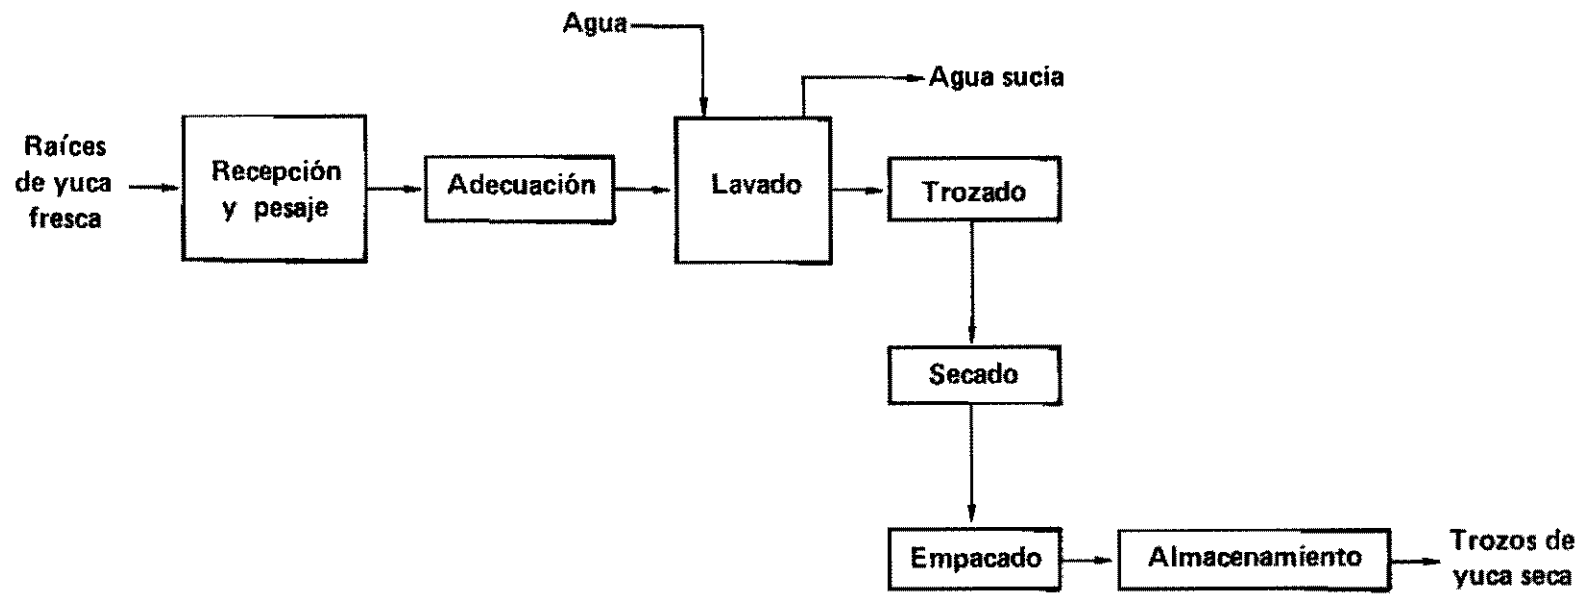 Agua
Agua sucia
Raíces
de yuca
fresca
Recepción
y pesaje
Adecuación
Lavado
Trozado
Secado
Empacado
Almacenamiento
Trozos de
yuca seca